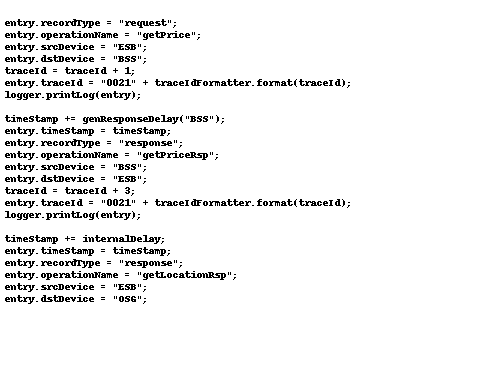 entry.recordType = "request";
entry.operationName = "getPrice";
entry.srcDevice = "ESB";
entry.dstDevice = "BSS";
traceId = traceId + 1;
entry.traceId = "0021" + traceIdFormatter.format(traceId);
logger.printLog(entry);
timeStamp += genResponseDelay("BSS");
entry.timeStamp = timeStamp;
entry.recordType = "response";
entry.operationName = "getPriceRsp";
entry.srcDevice = "BSS";
entry.dstDevice = "ESB";
traceId = traceId + 3;
entry.traceId = "0021" + traceIdFormatter.format(traceId);
logger.printLog(entry);
timeStamp += internalDelay;
entry.timeStamp = timeStamp;
entry.recordType = "response";
entry.operationName = "getLocationRsp";
entry.srcDevice = "ESB";
entry.dstDevice = "OSG";